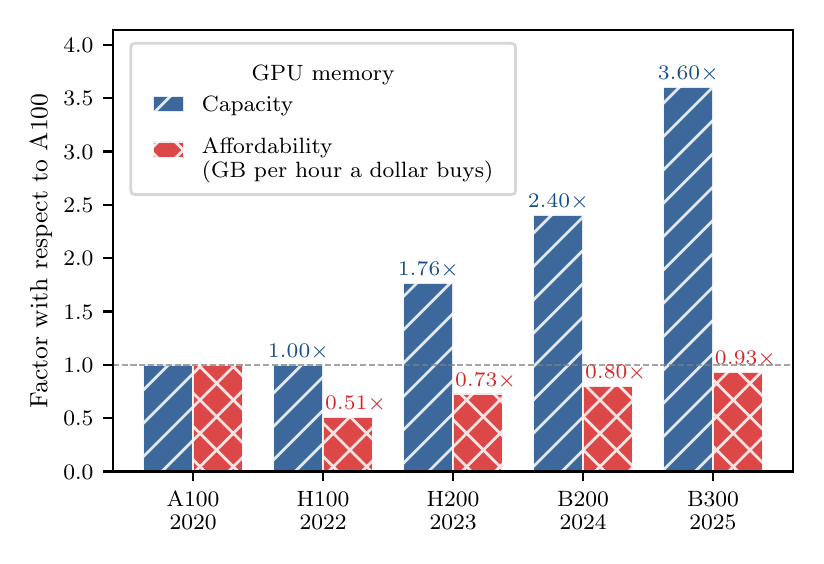 GPU memory
Capacity
Affordability
(GB per hour a dollar buys)
Factor with respect to A100
4.0
3.5
3.0
2.5
2.0
1.5
1.0
0.5
0.0
1.00×
0.51×
1.76×
0.73×
2.40×
0.80×
3.60×
0.93×
A100
2020
H100
2022
H200
2023
B200
2024
B300
2025